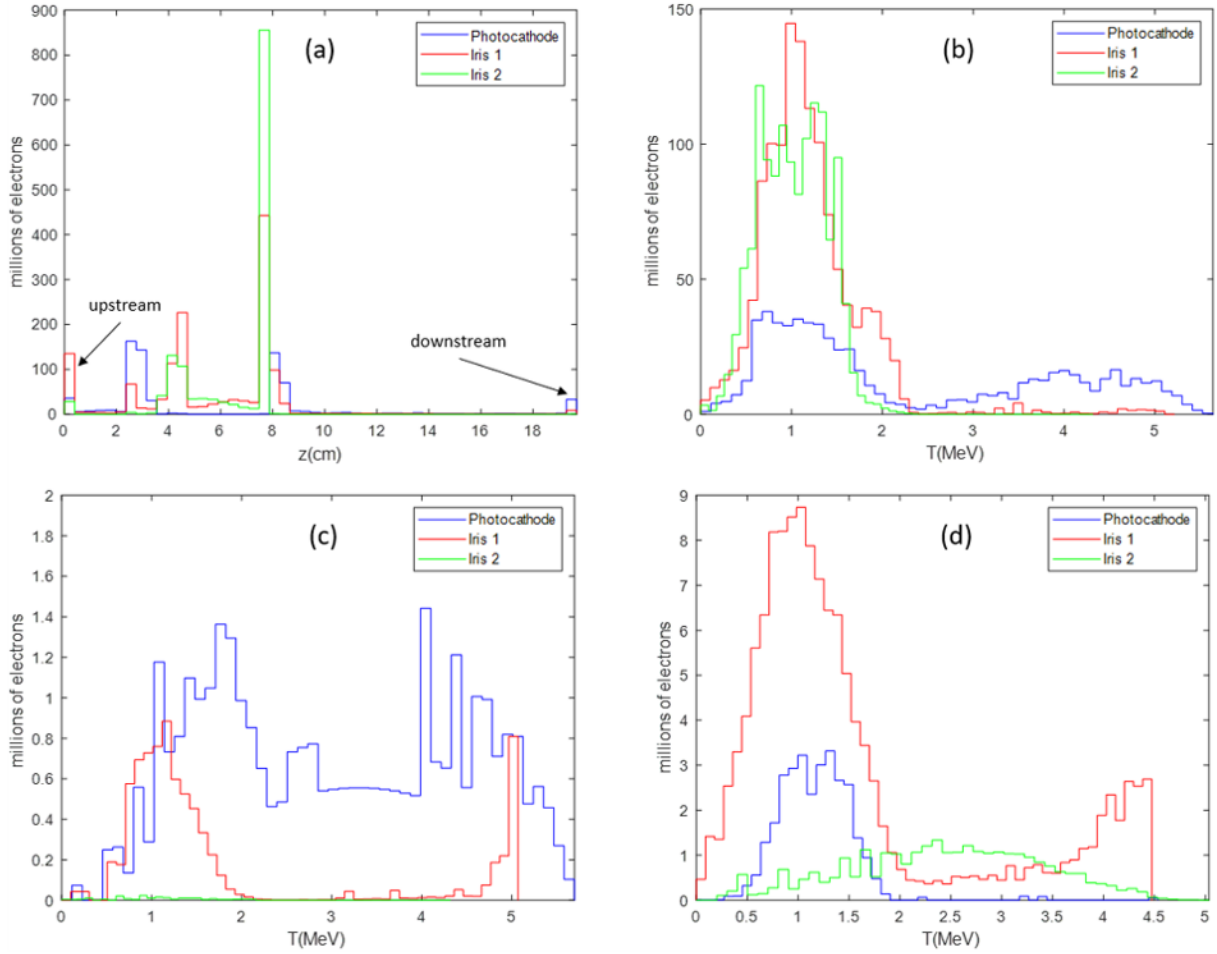 (a)
Photocathode
Iris 1
Iris 2
upstream
downstream
millions of electrons
900
800
700
600
500
400
300
200
100
0
0 2 4 6 8 10 12 14 16 18
z(cm)
(b)
Photocathode
Iris 1
Iris 2
millions of electrons
150
100
50
0
0 1 2 3 4 5
T(MeV)
(c)
Photocathode
Iris 1
Iris 2
millions of electrons
2
1.8
1.6
1.4
1.2
1
0.8
0.6
0.4
0.2
0
0 1 2 3 4 5
T(MeV)
(d)
Photocathode
Iris 1
Iris 2
millions of electrons
9
8
7
6
5
4
3
2
1
0
0 0.5 1 1.5 2 2.5 3 3.5 4 4.5 5
T(MeV)